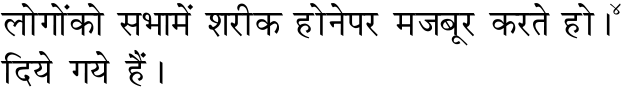 लोगोंको सभामें शरीक होनेपर मजबूर करते हो।४
दिये गये हैं।